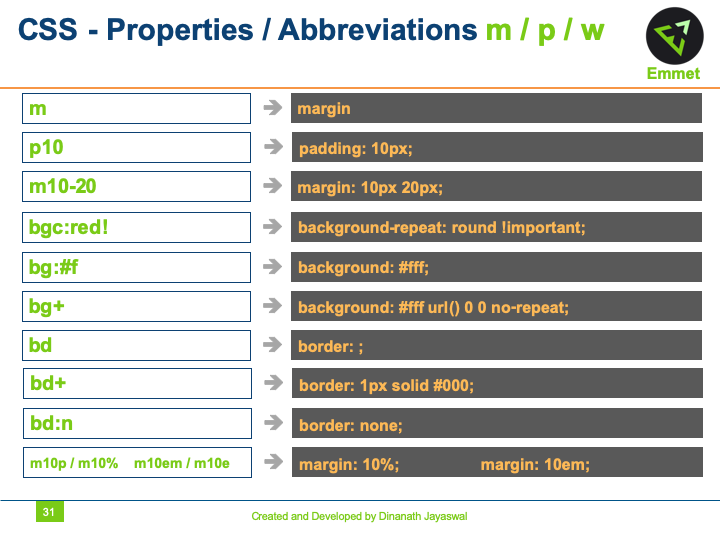 CSS - Properties / Abbreviations m / p / w
Emmet
m ➔ margin
p10 ➔ padding: 10px;
m10-20 ➔ margin: 10px 20px;
bgc:red! ➔ background-repeat: round !important;
bg:#f ➔ background: #fff;
bg+ ➔ background: #fff url() 0 0 no-repeat;
bd ➔ border: ;
bd+ ➔ border: 1px solid #000;
bd:n ➔ border: none;
m10p / m10% m10em / m10e ➔ margin: 10%; margin: 10em;
31
Created and Developed by Dinanath Jayaswal